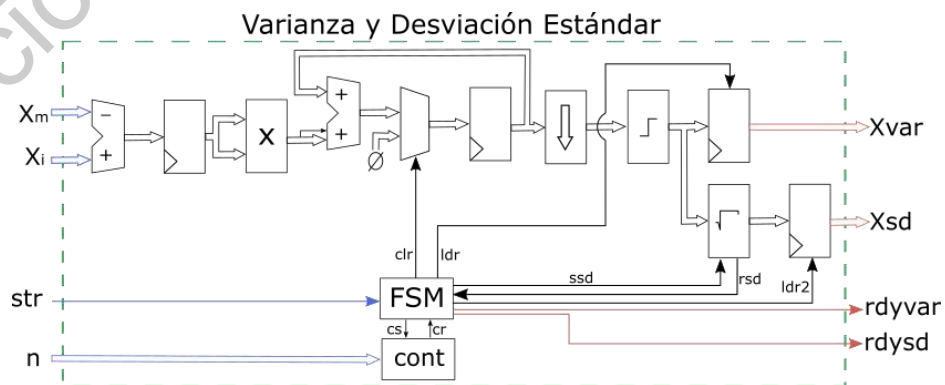 Varianza y Desviación Estándar
cio
Xm
Xi
−
+
X
+
+
Ø
Xvar
Xsd
clr
ldr
ssd
rsd
ldr2
str
FSM
rdyvar
rdysd
cs
cr
n
cont